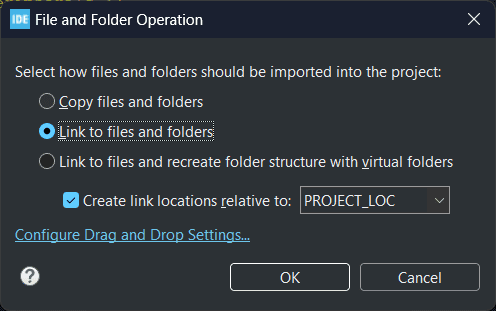 IDE File and Folder Operation
Select how files and folders should be imported into the project:
Copy files and folders
Link to files and folders
Link to files and recreate folder structure with virtual folders
Create link locations relative to: PROJECT_LOC
Configure Drag and Drop Settings...
? OK Cancel